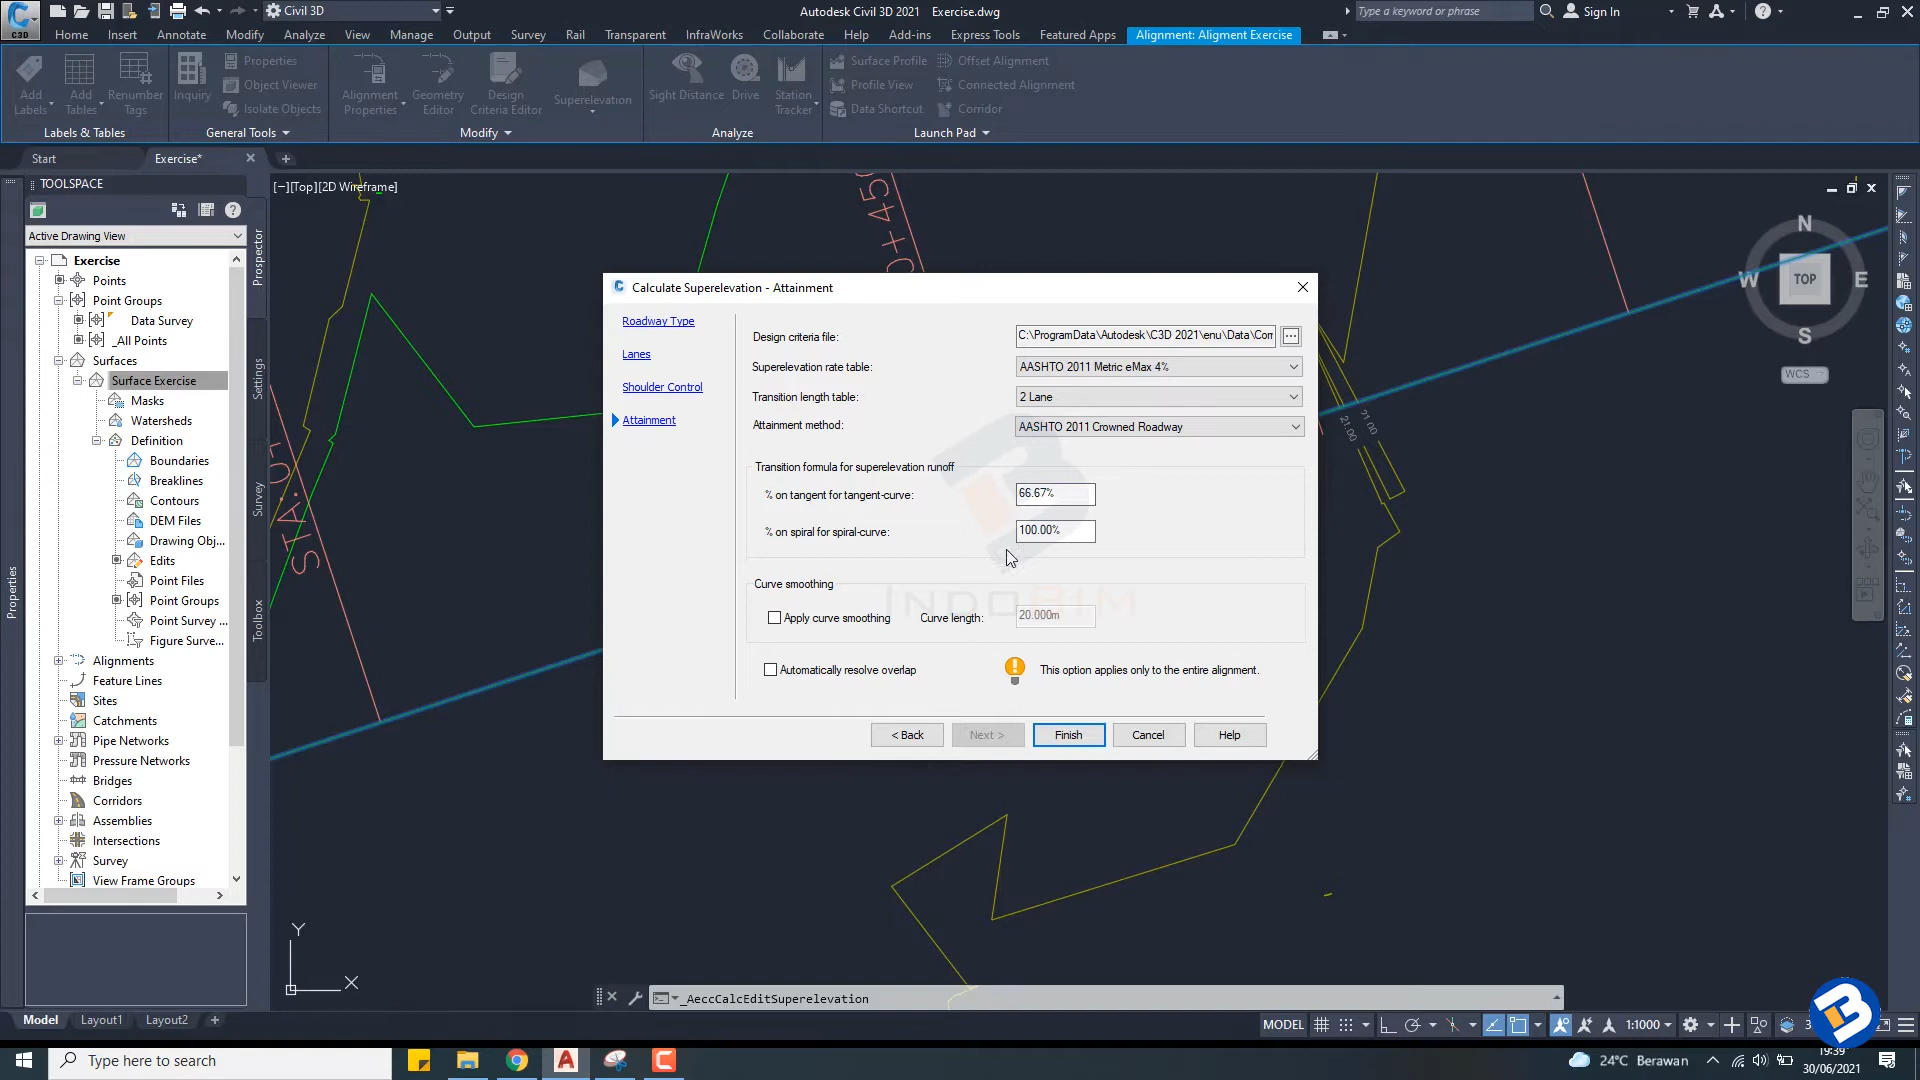 Civil 3D
Autodesk Civil 3D 2021 Exercise.dwg
Type a keyword or phrase
Sign In
C3D
Home Insert Annotate Modify Analyze View Manage Output Survey Rail Transparent InfraWorks Collaborate Help Add-ins Express Tools Featured Apps Alignment: Aligment Exercise
Add Labels
Add Tables
Renumber Tags
Inquiry
Properties
Object Viewer
Isolate Objects
Alignment Properties
Geometry Editor
Design Criteria Editor
Superelevation
Sight Distance
Drive
Station Tracker
Surface Profile
Profile View
Data Shortcut
Offset Alignment
Connected Alignment
Corridor
Labels & Tables
General Tools
Modify
Analyze
Launch Pad
Start
Exercise*
TOOLSPACE
Active Drawing View
Exercise
Points
Point Groups
Data Survey
_All Points
Surfaces
Surface Exercise
Masks
Watersheds
Definition
Boundaries
Breaklines
Contours
DEM Files
Drawing Obj...
Edits
Point Files
Point Groups
Point Survey ...
Figure Surve...
Alignments
Feature Lines
Sites
Catchments
Pipe Networks
Pressure Networks
Bridges
Corridors
Assemblies
Intersections
Survey
View Frame Groups
Prospector
Settings
Survey
Toolbox
Properties
[−][Top][2D Wireframe]
0+450
21.00
21.00
N
W
TOP
E
S
WCS
Calculate Superelevation - Attainment
Roadway Type
Lanes
Shoulder Control
Attainment
Design criteria file:
C:\ProgramData\Autodesk\C3D 2021\enu\Data\Corr
Superelevation rate table:
AASHTO 2011 Metric eMax 4%
Transition length table:
2 Lane
Attainment method:
AASHTO 2011 Crowned Roadway
Transition formula for superelevation runoff
% on tangent for tangent-curve:
66.67%
% on spiral for spiral-curve:
100.00%
INDOBIM
Curve smoothing
Apply curve smoothing
Curve length:
20.000m
Automatically resolve overlap
This option applies only to the entire alignment.
< Back
Next >
Finish
Cancel
Help
Y
X
_AeccCalcEditSuperelevation
Model Layout1 Layout2
MODEL
1:1000
Type here to search
24°C Berawan
19:39
30/06/2021